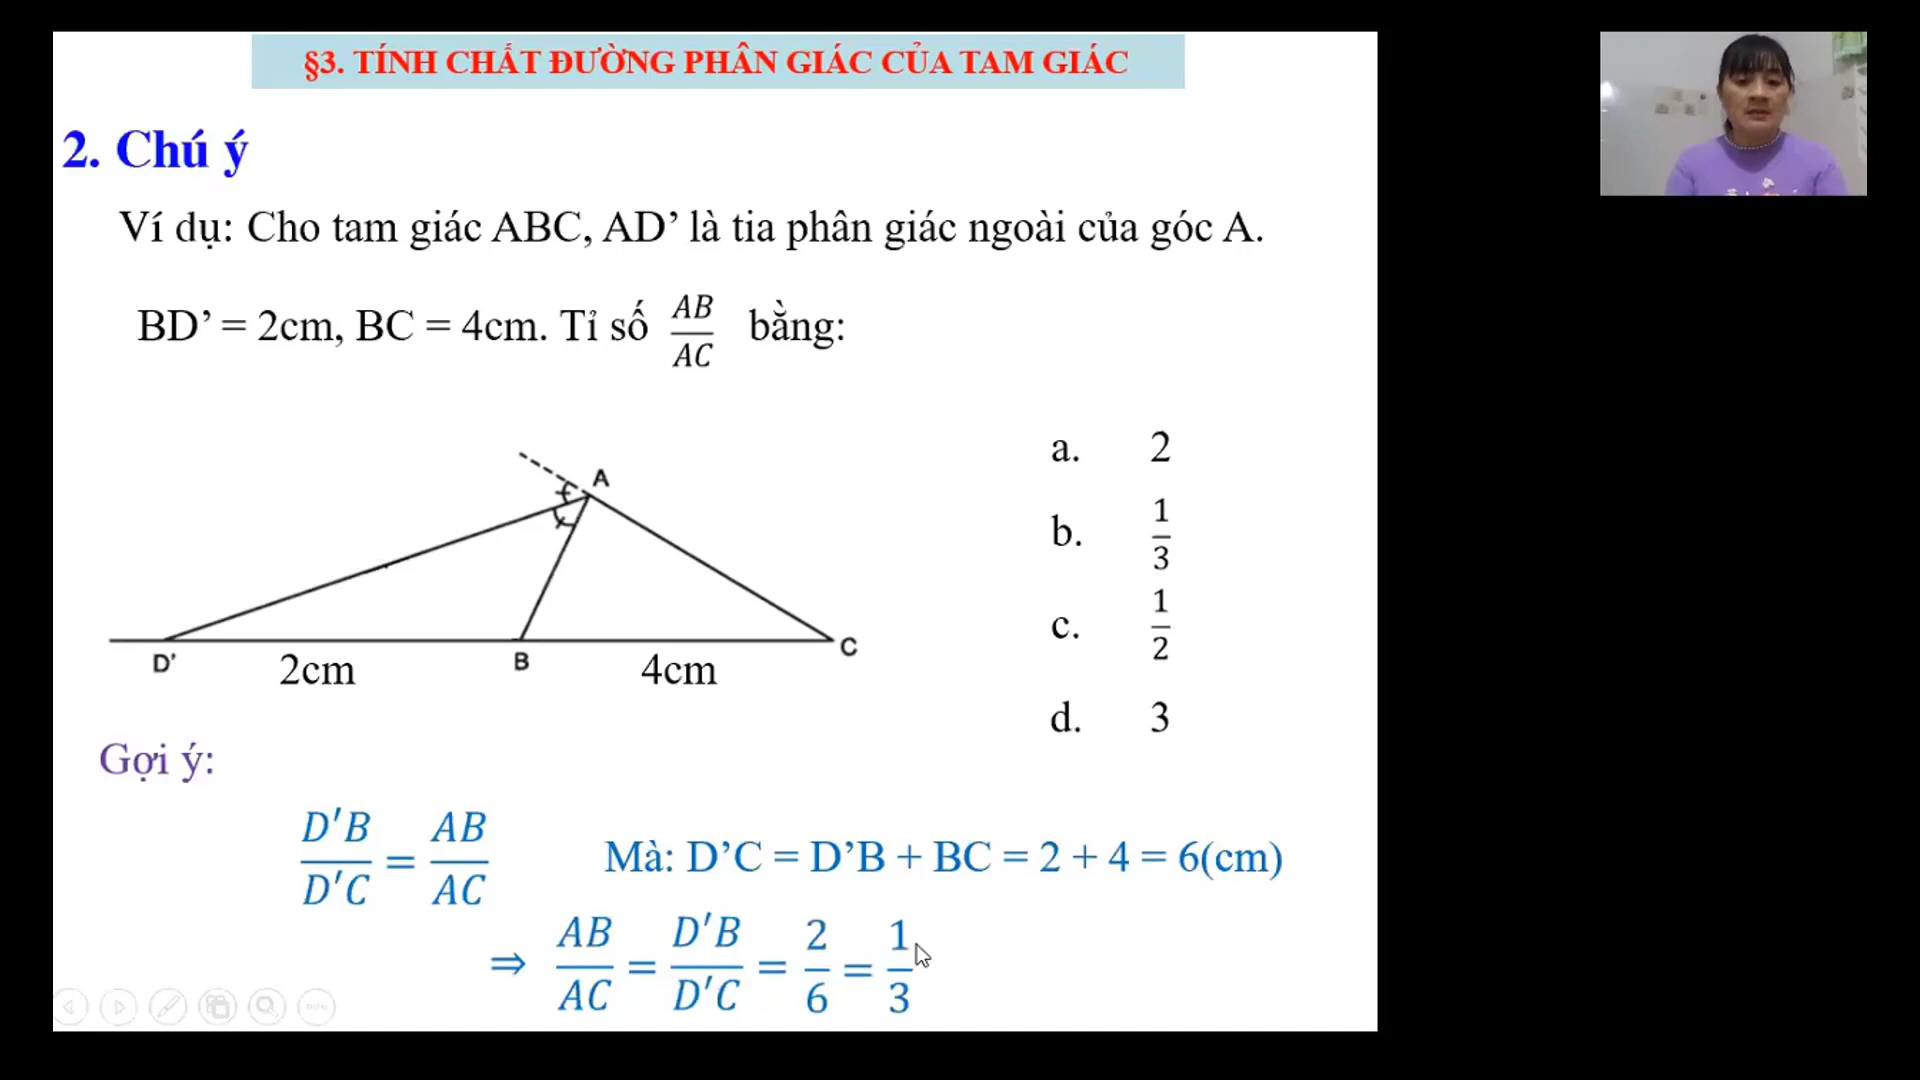 §3. TÍNH CHẤT ĐƯỜNG PHÂN GIÁC CỦA TAM GIÁC
2. Chú ý
Ví dụ: Cho tam giác ABC, AD’ là tia phân giác ngoài của góc A.
BD’ = 2cm, BC = 4cm. Tỉ số AB/AC bằng:
A
D'
B
C
2cm
4cm
a. 2
b. 1/3
c. 1/2
d. 3
Gợi ý:
D′B/D′C = AB/AC
Mà: D’C = D’B + BC = 2 + 4 = 6(cm)
⇒ AB/AC = D′B/D′C = 2/6 = 1/3